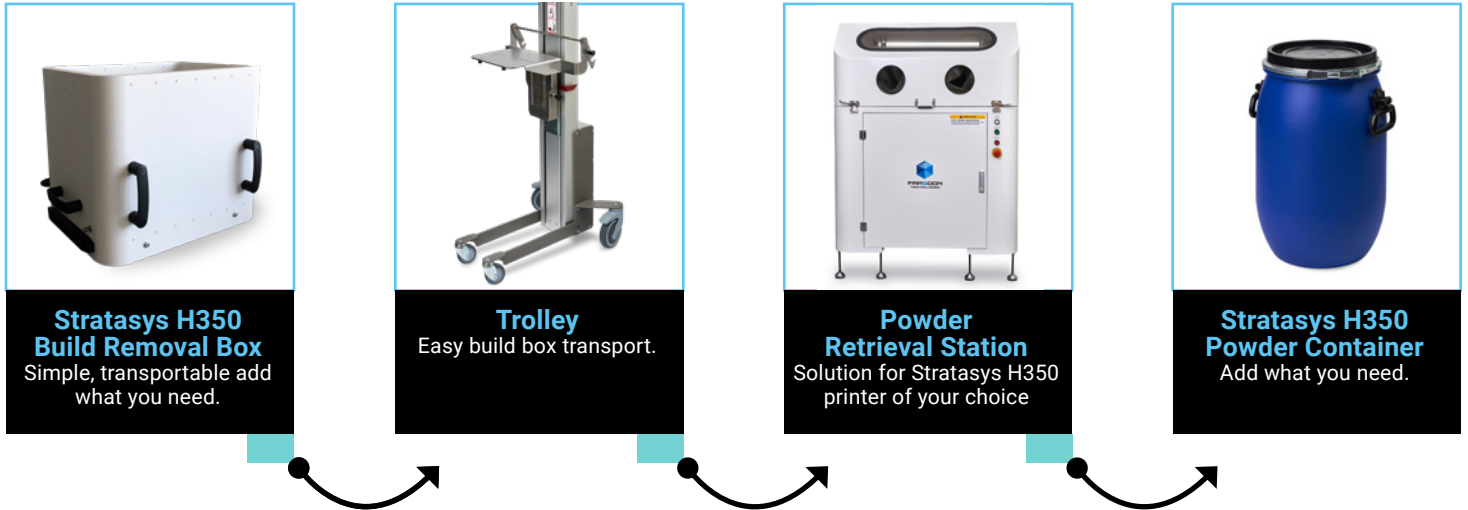 Stratasys H350
Build Removal Box
Simple, transportable add
what you need.
Trolley
Easy build box transport.
FARSOON
Powder
Retrieval Station
Solution for Stratasys H350
printer of your choice
Stratasys H350
Powder Container
Add what you need.